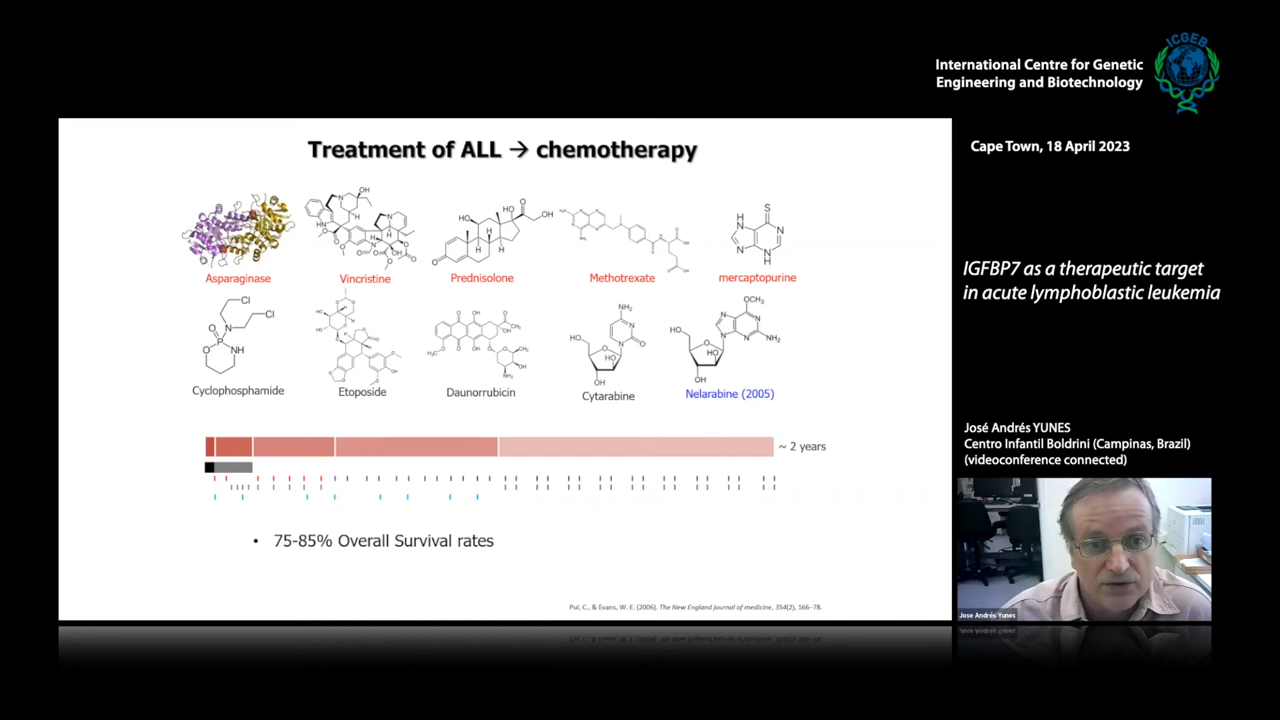 ICGEB
International Centre for Genetic
Engineering and Biotechnology
Cape Town, 18 April 2023
IGFBP7 as a therapeutic target
in acute lymphoblastic leukemia
José Andrés YUNES
Centro Infantil Boldrini (Campinas, Brazil)
(videoconference connected)
Jose Andrés Yunes
Treatment of ALL → chemotherapy
Asparaginase
Vincristine
Prednisolone
Methotrexate
mercaptopurine
Cyclophosphamide
Etoposide
Daunorrubicin
Cytarabine
Nelarabine (2005)
~ 2 years
• 75-85% Overall Survival rates
Pui, C., & Evans, W. E. (2006). The New England journal of medicine, 354(2), 166–78.